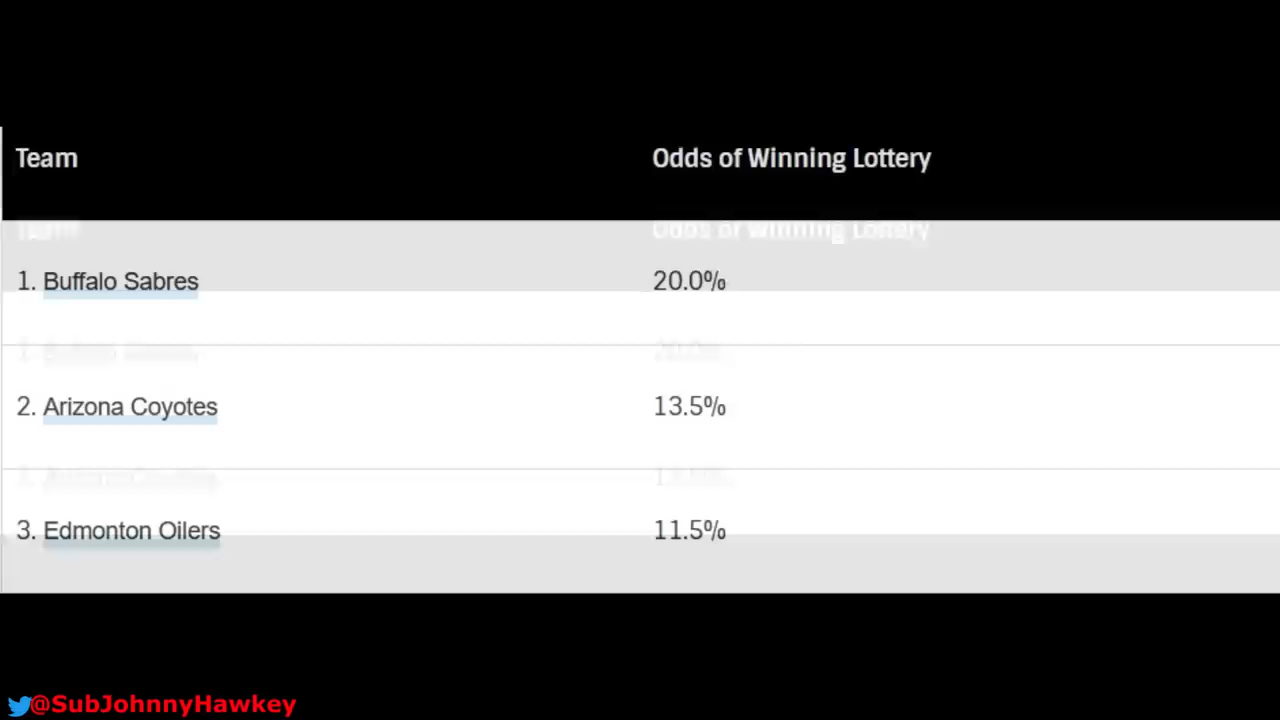 Team Odds of Winning Lottery
1. Buffalo Sabres 20.0%
2. Arizona Coyotes 13.5%
3. Edmonton Oilers 11.5%
@SubJohnnyHawkey